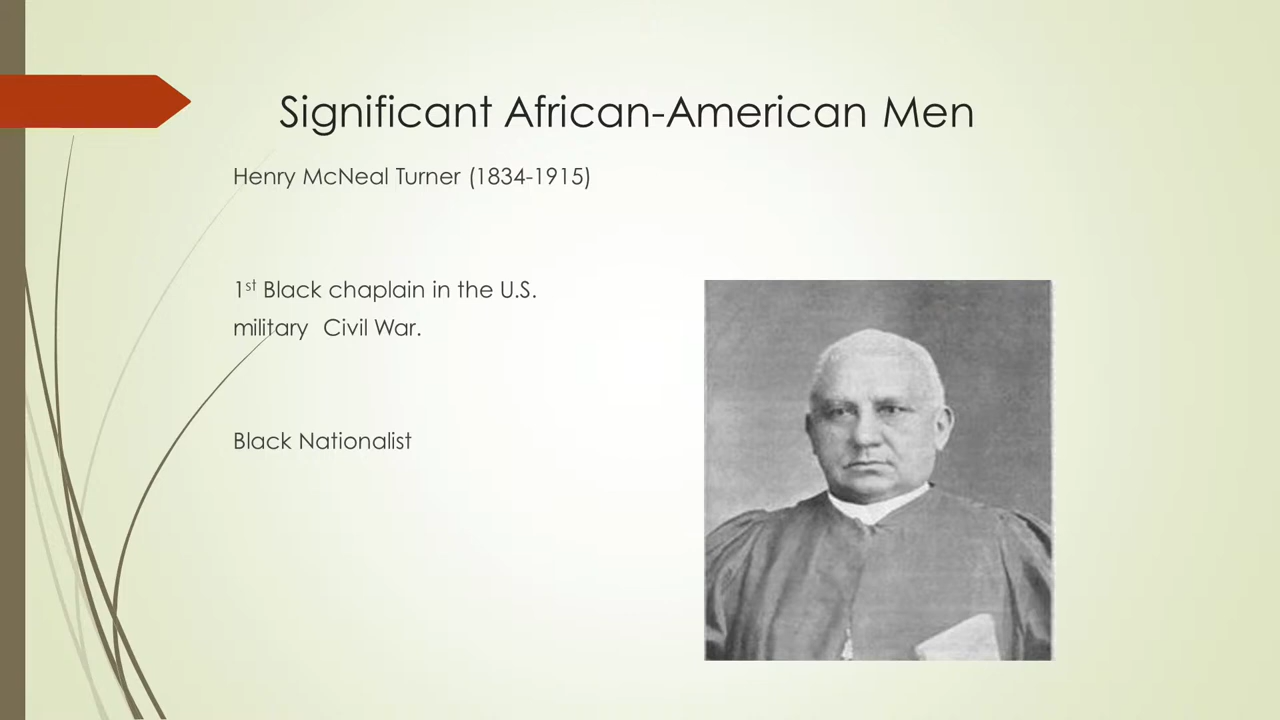 Significant African-American Men
Henry McNeal Turner (1834-1915)
1st Black chaplain in the U.S.
military Civil War.
Black Nationalist